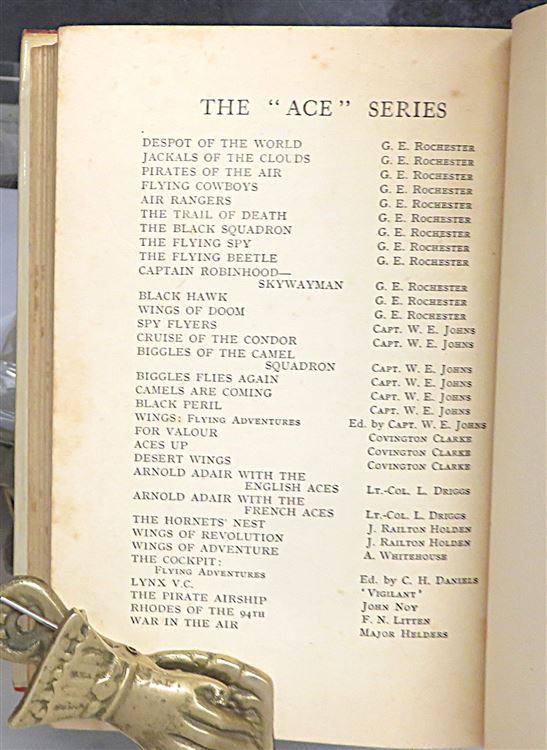 THE "ACE" SERIES
DESPOT OF THE WORLD G. E. ROCHESTER
JACKALS OF THE CLOUDS G. E. ROCHESTER
PIRATES OF THE AIR G. E. ROCHESTER
FLYING COWBOYS G. E. ROCHESTER
AIR RANGERS G. E. ROCHESTER
THE TRAIL OF DEATH G. E. ROCHESTER
THE BLACK SQUADRON G. E. ROCHESTER
THE FLYING SPY G. E. ROCHESTER
THE FLYING BEETLE G. E. ROCHESTER
CAPTAIN ROBINHOOD—
SKYWAYMAN G. E. ROCHESTER
BLACK HAWK G. E. ROCHESTER
WINGS OF DOOM G. E. ROCHESTER
SPY FLYERS CAPT. W. E. JOHNS
CRUISE OF THE CONDOR CAPT. W. E. JOHNS
BIGGLES OF THE CAMEL
SQUADRON CAPT. W. E. JOHNS
BIGGLES FLIES AGAIN CAPT. W. E. JOHNS
CAMELS ARE COMING CAPT. W. E. JOHNS
BLACK PERIL CAPT. W. E. JOHNS
WINGS: FLYING ADVENTURES Ed. by CAPT. W. E. JOHNS
FOR VALOUR COVINGTON CLARKE
ACES UP COVINGTON CLARKE
DESERT WINGS COVINGTON CLARKE
ARNOLD ADAIR WITH THE
ENGLISH ACES LT.-COL. L. DRIGGS
ARNOLD ADAIR WITH THE
FRENCH ACES LT.-COL. L. DRIGGS
THE HORNETS' NEST J. RAILTON HOLDEN
WINGS OF REVOLUTION J. RAILTON HOLDEN
WINGS OF ADVENTURE A. WHITEHOUSE
THE COCKPIT:
FLYING ADVENTURES Ed. by C. H. DANIELS
LYNX V.C. 'VIGILANT'
THE PIRATE AIRSHIP JOHN NOY
RHODES OF THE 94TH F. N. LITTEN
WAR IN THE AIR MAJOR HELDERS